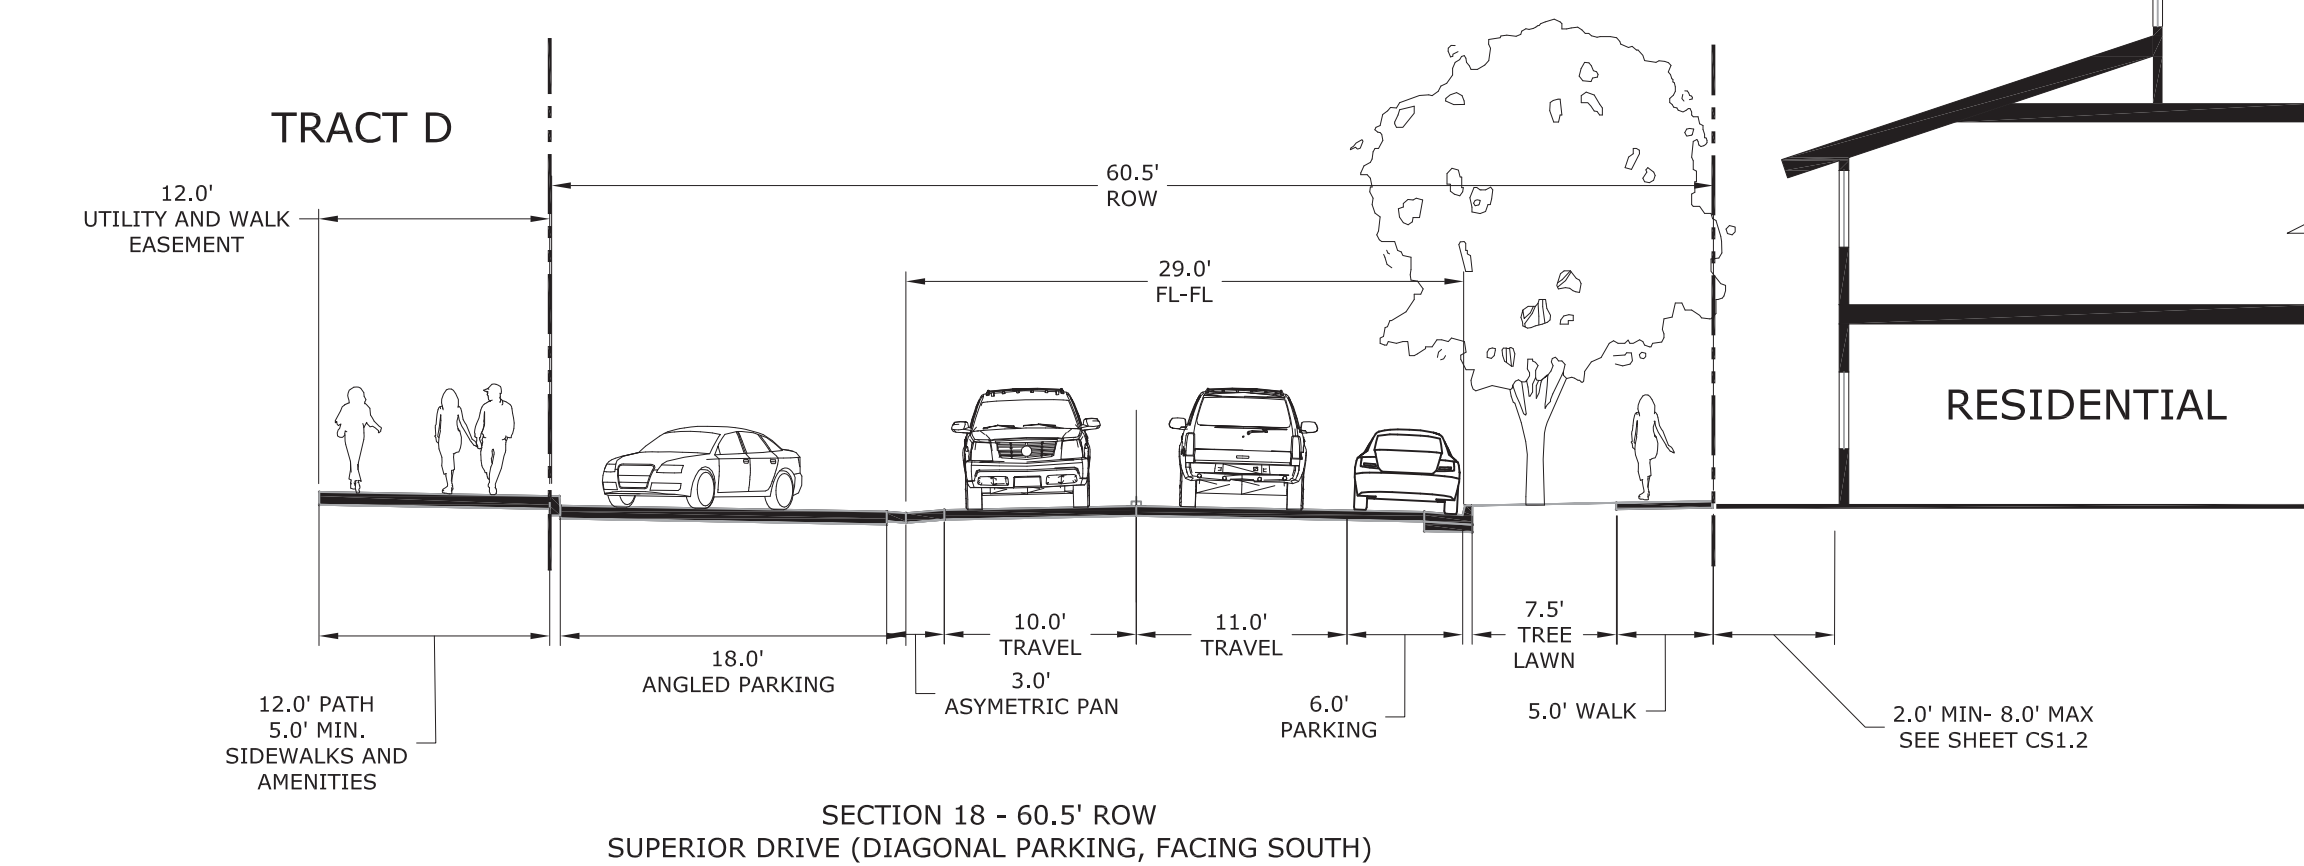 TRACT D
12.0'
UTILITY AND WALK
EASEMENT
60.5'
ROW
29.0'
FL-FL
RESIDENTIAL
12.0' PATH
5.0' MIN.
SIDEWALKS AND
AMENITIES
18.0'
ANGLED PARKING
3.0'
ASYMETRIC PAN
10.0'
TRAVEL
11.0'
TRAVEL
6.0'
PARKING
7.5'
TREE
LAWN
5.0' WALK
2.0' MIN- 8.0' MAX
SEE SHEET CS1.2
SECTION 18 - 60.5' ROW
SUPERIOR DRIVE (DIAGONAL PARKING, FACING SOUTH)